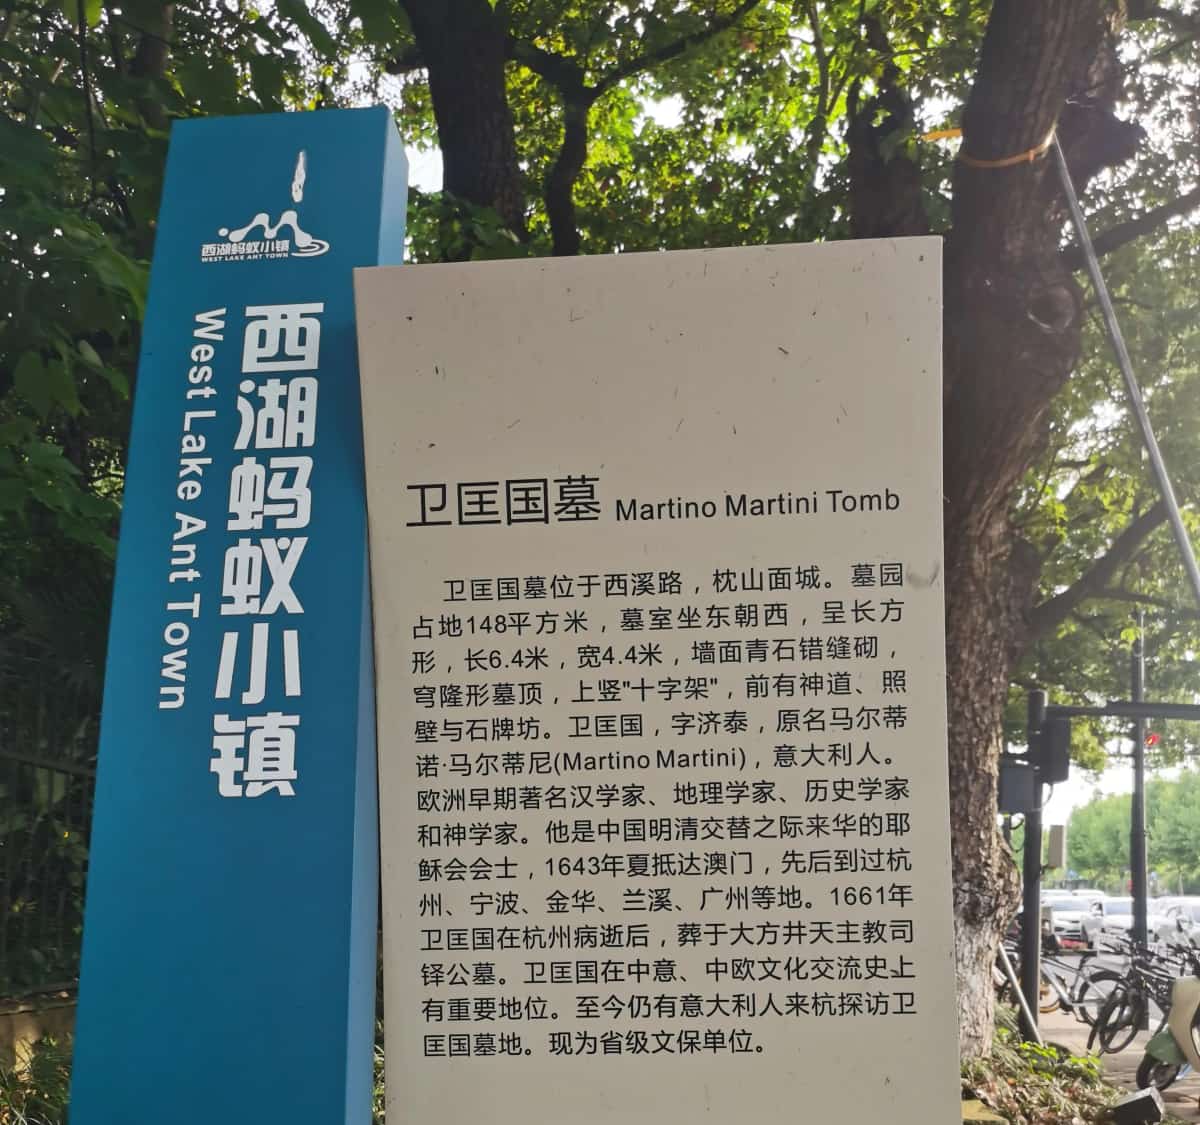 西湖蚂蚁小镇
WEST LAKE ANT TOWN
西湖蚂蚁小镇
West Lake Ant Town
卫匡国墓 Martino Martini Tomb
卫匡国墓位于西溪路，枕山面城。墓园
占地148平方米，墓室坐东朝西，呈长方
形，长6.4米，宽4.4米，墙面青石错缝砌，
穹隆形墓顶，上竖"十字架"，前有神道、照
壁与石牌坊。卫匡国，字济泰，原名马尔蒂
诺·马尔蒂尼(Martino Martini)，意大利人。
欧洲早期著名汉学家、地理学家、历史学家
和神学家。他是中国明清交替之际来华的耶
稣会会士，1643年夏抵达澳门，先后到过杭
州、宁波、金华、兰溪、广州等地。1661年
卫匡国在杭州病逝后，葬于大方井天主教司
铎公墓。卫匡国在中意、中欧文化交流史上
有重要地位。至今仍有意大利人来杭探访卫
匡国墓地。现为省级文保单位。